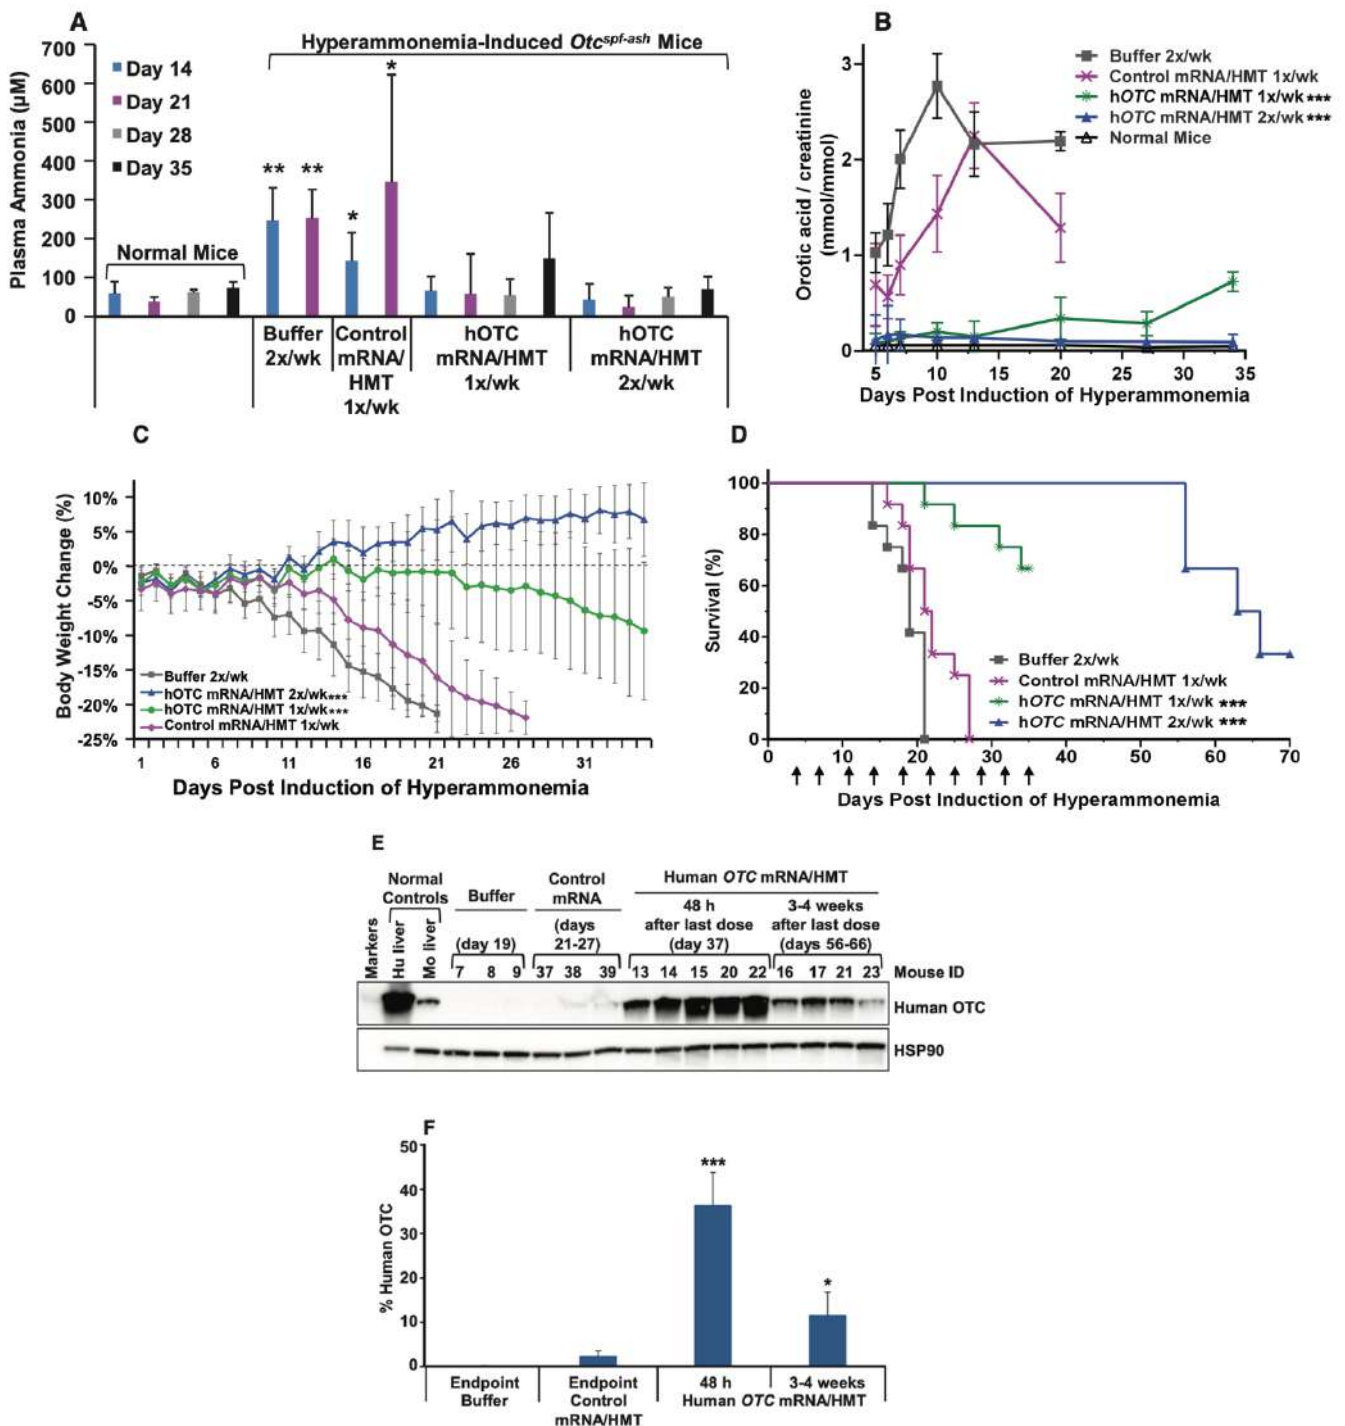 A
Hyperammonemia-Induced Otcspf-ash Mice
Plasma Ammonia (µM)
700
600
500
400
300
200
100
0
Day 14
Day 21
Day 28
Day 35
Normal Mice
**
**
*
*
Buffer
2x/wk
Control
mRNA/
HMT
1x/wk
hOTC
mRNA/HMT
1x/wk
hOTC
mRNA/HMT
2x/wk
B
Orotic acid / creatinine
(mmol/mmol)
3
2
1
0
Buffer 2x/wk
Control mRNA/HMT 1x/wk
hOTC mRNA/HMT 1x/wk ***
hOTC mRNA/HMT 2x/wk ***
Normal Mice
5 10 15 20 25 30 35
Days Post Induction of Hyperammonemia
C
Body Weight Change (%)
10%
5%
0%
-5%
-10%
-15%
-20%
-25%
Buffer 2x/wk
hOTC mRNA/HMT 2x/wk***
hOTC mRNA/HMT 1x/wk ***
Control mRNA/HMT 1x/wk
1 6 11 16 21 26 31
Days Post Induction of Hyperammonemia
D
Survival (%)
100
80
60
40
20
0
Buffer 2x/wk
Control mRNA/HMT 1x/wk
hOTC mRNA/HMT 1x/wk ***
hOTC mRNA/HMT 2x/wk ***
0 10 20 30 40 50 60 70
Days Post Induction of Hyperammonemia
E
Markers
Normal
Controls
Hu liver
Mo liver
Buffer
(day 19)
Control
mRNA
(days
21-27)
Human OTC mRNA/HMT
48 h
after last dose
(day 37)
3-4 weeks
after last dose
(days 56-66)
7 8 9 37 38 39 13 14 15 20 22 16 17 21 23 Mouse ID
Human OTC
HSP90
F
% Human OTC
50
40
30
20
10
0
***
*
Endpoint
Buffer
Endpoint
Control
mRNA/HMT
48 h
3-4 weeks
Human OTC mRNA/HMT